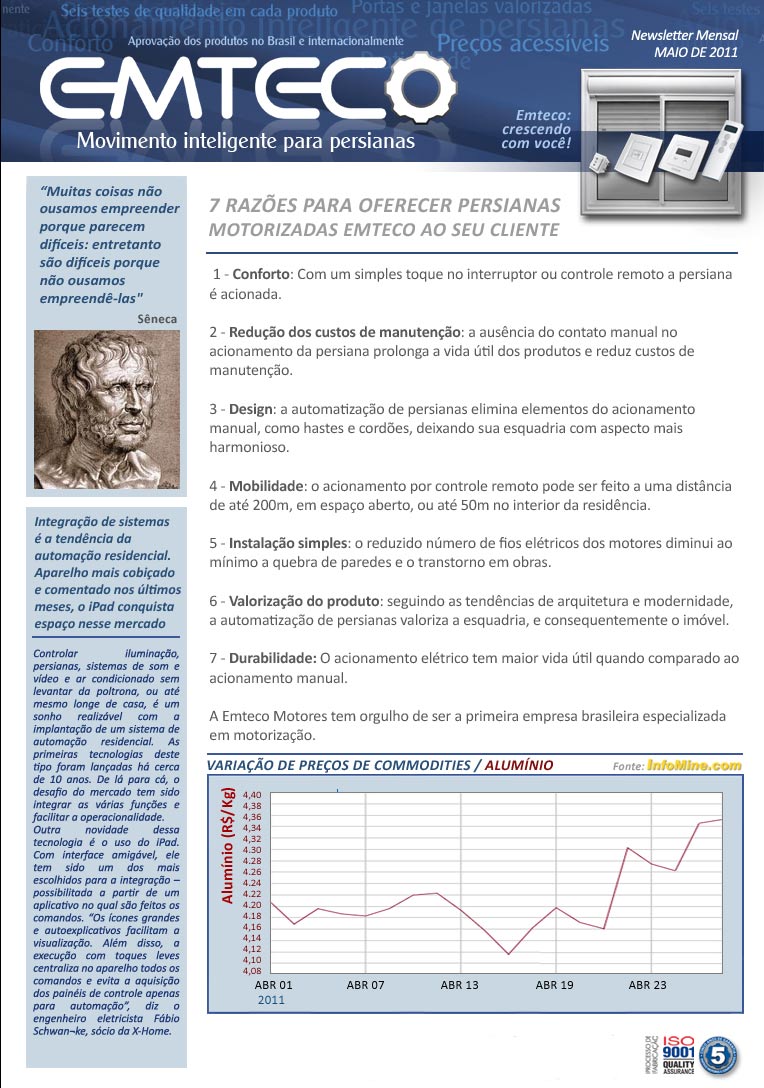 nente
Seis testes de qualidade em cada produto
Portas e janelas valorizadas
Seis testes
Conforto
Aprovação dos produtos no Brasil e internacionalmente
Preços acessíveis
Newsletter Mensal
MAIO DE 2011
EMTECO
Movimento inteligente para persianas
Emteco:
crescendo
com você!
“Muitas coisas não
ousamos empreender
porque parecem
difíceis: entretanto
são difíceis porque
não ousamos
empreendê-las"
Sêneca
Integração de sistemas
é a tendência da
automação residencial.
Aparelho mais cobiçado
e comentado nos últimos
meses, o iPad conquista
espaço nesse mercado
Controlar iluminação,
persianas, sistemas de som e
vídeo e ar condicionado sem
levantar da poltrona, ou até
mesmo longe de casa, é um
sonho realizável com a
implantação de um sistema de
automação residencial. As
primeiras tecnologias deste
tipo foram lançadas há cerca
de 10 anos. De lá para cá, o
desafio do mercado tem sido
integrar as várias funções e
facilitar a operacionalidade.
Outra novidade dessa
tecnologia é o uso do iPad.
Com interface amigável, ele
tem sido um dos mais
escolhidos para a integração –
possibilitada a partir de um
aplicativo no qual são feitos os
comandos. “Os ícones grandes
e autoexplicativos facilitam a
visualização. Além disso, a
execução com toques leves
centraliza no aparelho todos os
comandos e evita a aquisição
dos painéis de controle apenas
para automação”, diz o
engenheiro eletricista Fábio
Schwan¬ke, sócio da X-Home.
7 RAZÕES PARA OFERECER PERSIANAS
MOTORIZADAS EMTECO AO SEU CLIENTE
1 - Conforto: Com um simples toque no interruptor ou controle remoto a persiana
é acionada.
2 - Redução dos custos de manutenção: a ausência do contato manual no
acionamento da persiana prolonga a vida útil dos produtos e reduz custos de
manutenção.
3 - Design: a automatização de persianas elimina elementos do acionamento
manual, como hastes e cordões, deixando sua esquadria com aspecto mais
harmonioso.
4 - Mobilidade: o acionamento por controle remoto pode ser feito a uma distância
de até 200m, em espaço aberto, ou até 50m no interior da residência.
5 - Instalação simples: o reduzido número de fios elétricos dos motores diminui ao
mínimo a quebra de paredes e o transtorno em obras.
6 - Valorização do produto: seguindo as tendências de arquitetura e modernidade,
a automatização de persianas valoriza a esquadria, e consequentemente o imóvel.
7 - Durabilidade: O acionamento elétrico tem maior vida útil quando comparado ao
acionamento manual.
A Emteco Motores tem orgulho de ser a primeira empresa brasileira especializada
em motorização.
VARIAÇÃO DE PREÇOS DE COMMODITIES / ALUMÍNIO
Fonte: InfoMine.com
Alumínio (R$/Kg)
4,40
4,38
4,36
4,34
4,32
4.30
4.28
4.26
4.24
4.22
4.20
4.18
4,16
4,14
4,12
4,10
4,08
ABR 01
ABR 07
ABR 13
ABR 19
ABR 23
2011
PROCESSO DE
FABRICAÇÃO
ISO
9001
QUALITY
ASSURANCE
5